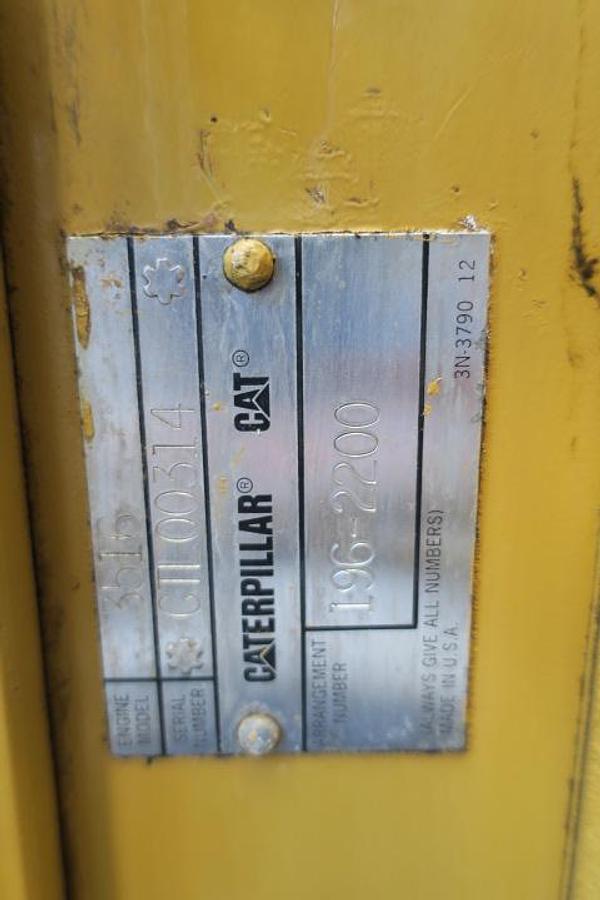 ENGINE MODEL 3516
SERIAL NUMBER CTL00314
CATERPILLAR® CAT®
ARRANGEMENT NUMBER 196-2200
(ALWAYS GIVE ALL NUMBERS)
MADE IN U.S.A. 3N-3790 12